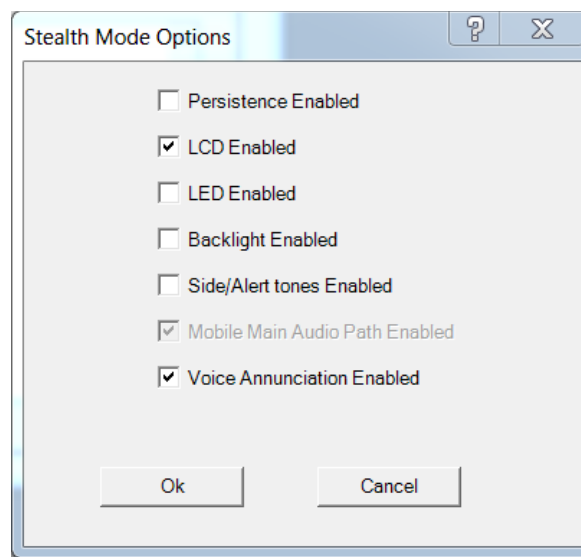 Stealth Mode Options
Persistence Enabled
LCD Enabled
LED Enabled
Backlight Enabled
Side/Alert tones Enabled
Mobile Main Audio Path Enabled
Voice Annunciation Enabled
Ok Cancel